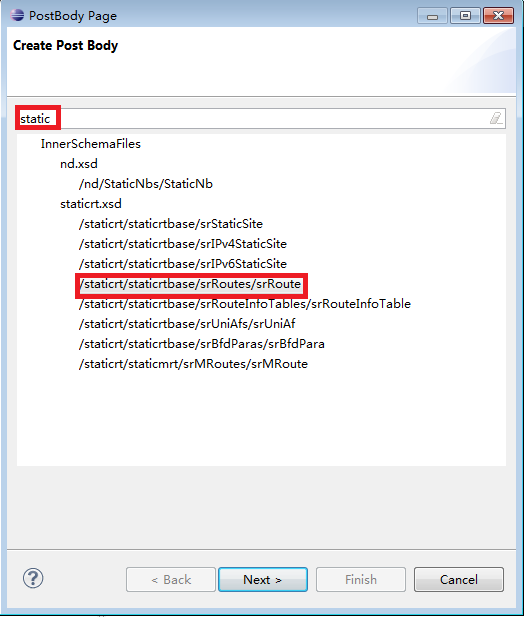 PostBody Page
Create Post Body
static
InnerSchemaFiles
nd.xsd
/nd/StaticNbs/StaticNb
staticrt.xsd
/staticrt/staticrtbase/srStaticSite
/staticrt/staticrtbase/srIPv4StaticSite
/staticrt/staticrtbase/srIPv6StaticSite
/staticrt/staticrtbase/srRoutes/srRoute
/staticrt/staticrtbase/srRouteInfoTables/srRouteInfoTable
/staticrt/staticrtbase/srUniAfs/srUniAf
/staticrt/staticrtbase/srBfdParas/srBfdPara
/staticrt/staticmrt/srMRoutes/srMRoute
? < Back Next > Finish Cancel